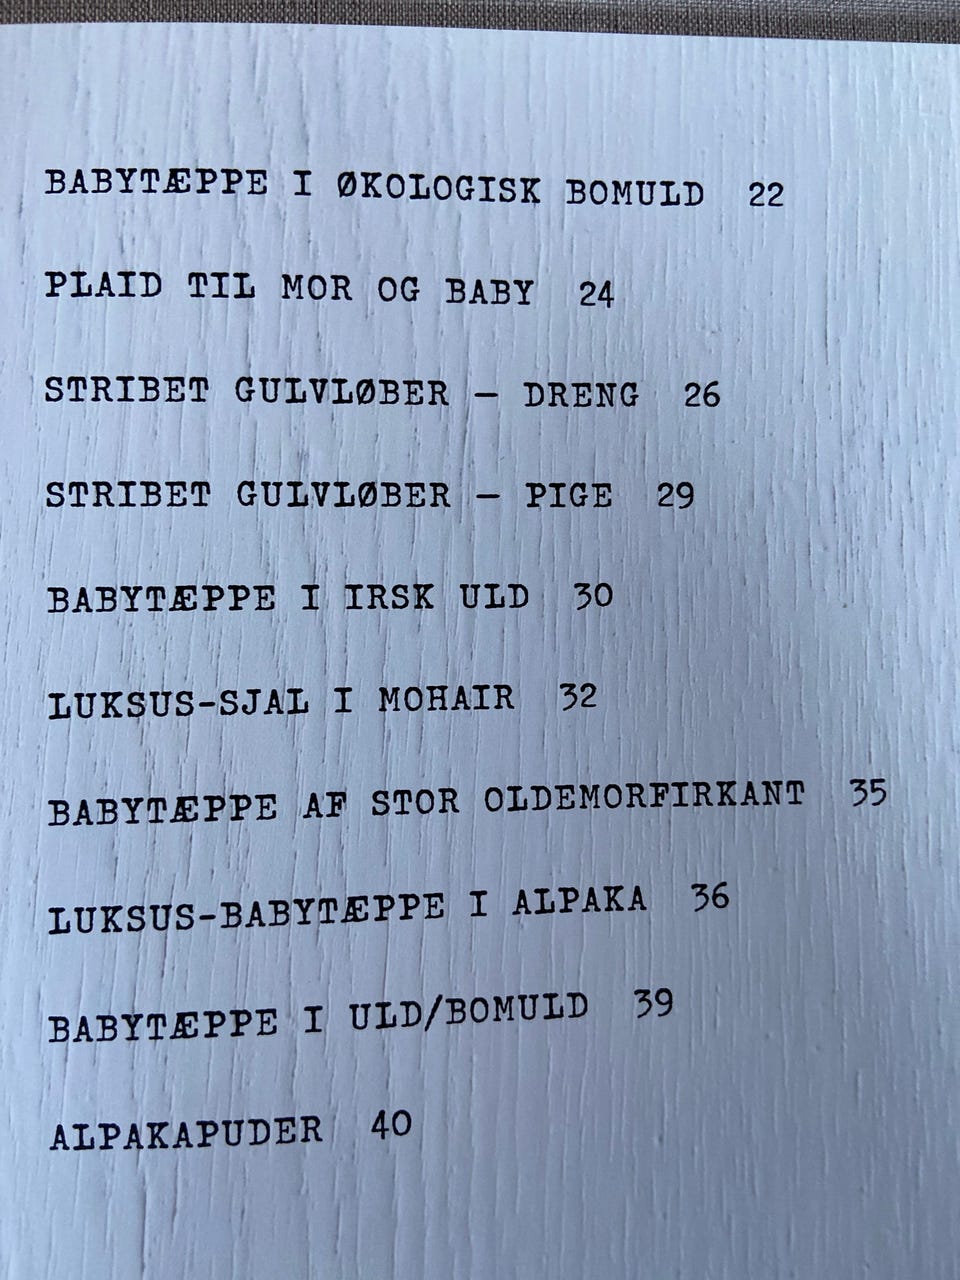 BABYTÆPPE I ØKOLOGISK BOMULD 22
PLAID TIL MOR OG BABY 24
STRIBET GULVLØBER – DRENG 26
STRIBET GULVLØBER – PIGE 29
BABYTÆPPE I IRSK ULD 30
LUKSUS-SJAL I MOHAIR 32
BABYTÆPPE AF STOR OLDEMORFIRKANT 35
LUKSUS-BABYTÆPPE I ALPAKA 36
BABYTÆPPE I ULD/BOMULD 39
ALPAKAPUDER 40